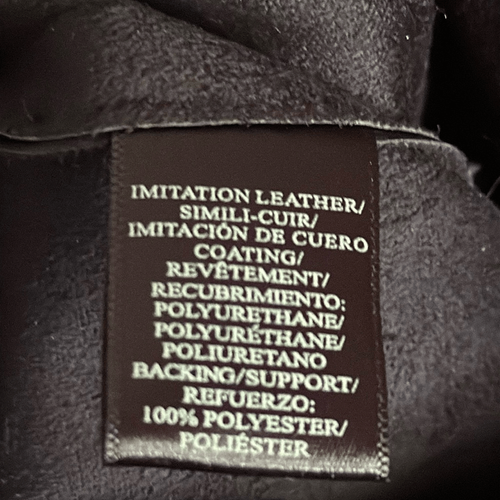 IMITATION LEATHER/
SIMILI-CUIR/
IMITACIÓN DE CUERO
COATING/
REVÊTEMENT/
RECUBRIMIENTO:
POLYURETHANE/
POLYURÉTHANE/
POLIURETANO
BACKING/SUPPORT/
REFUERZO:
100% POLYESTER/
POLIÉSTER